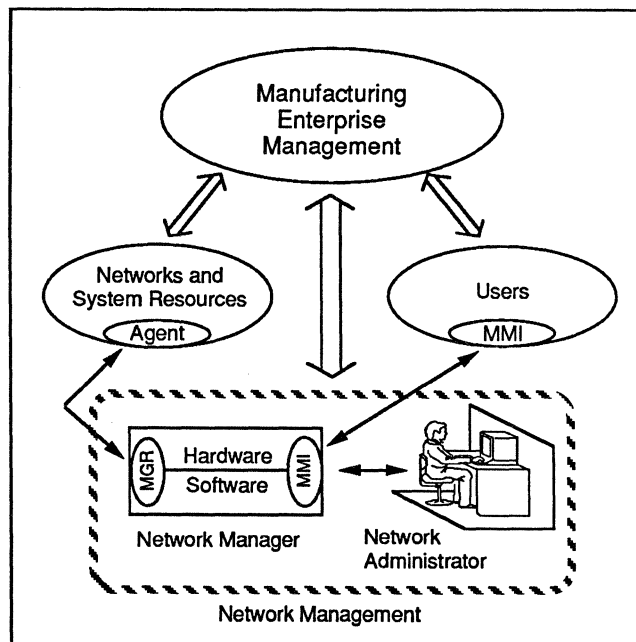 Manufacturing
Enterprise
Management
Networks and
System Resources
Agent
Users
MMI
MGR
Hardware
Software
MMI
Network Manager
Network
Administrator
Network Management